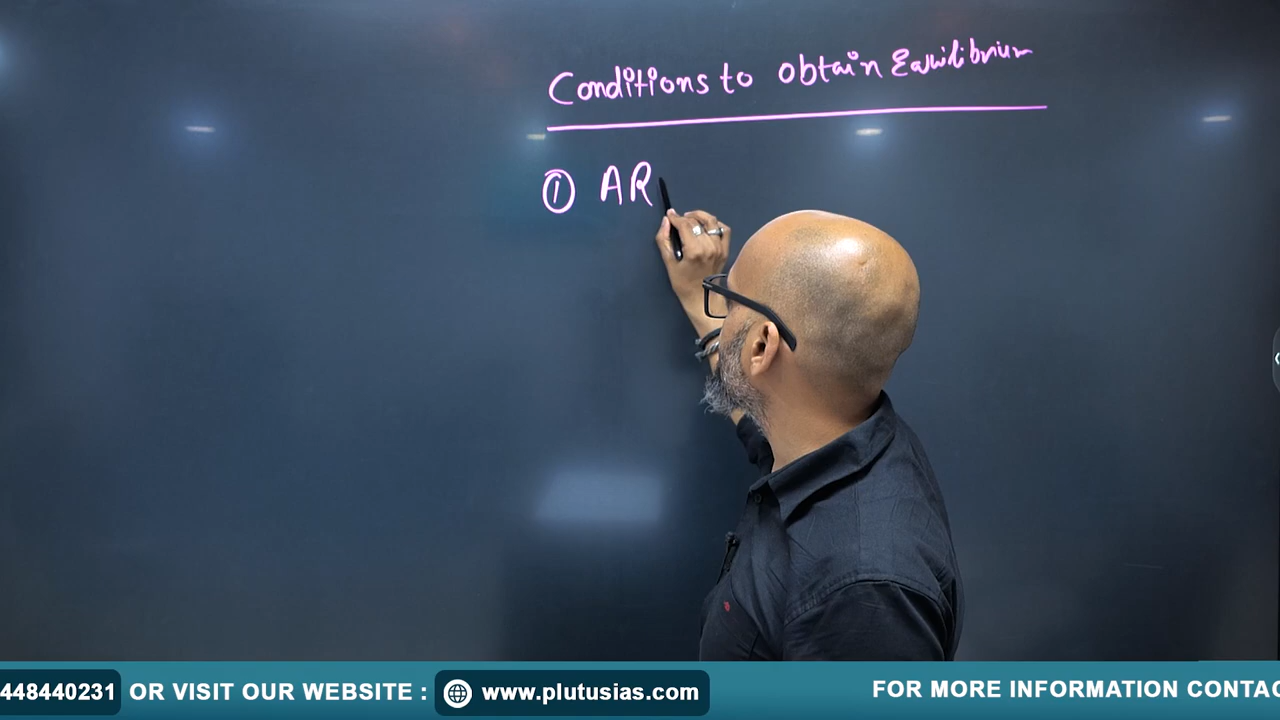 Conditions to obtain Equilibrium
① AR
448440231 OR VISIT OUR WEBSITE : www.plutusias.com FOR MORE INFORMATION CONTAC